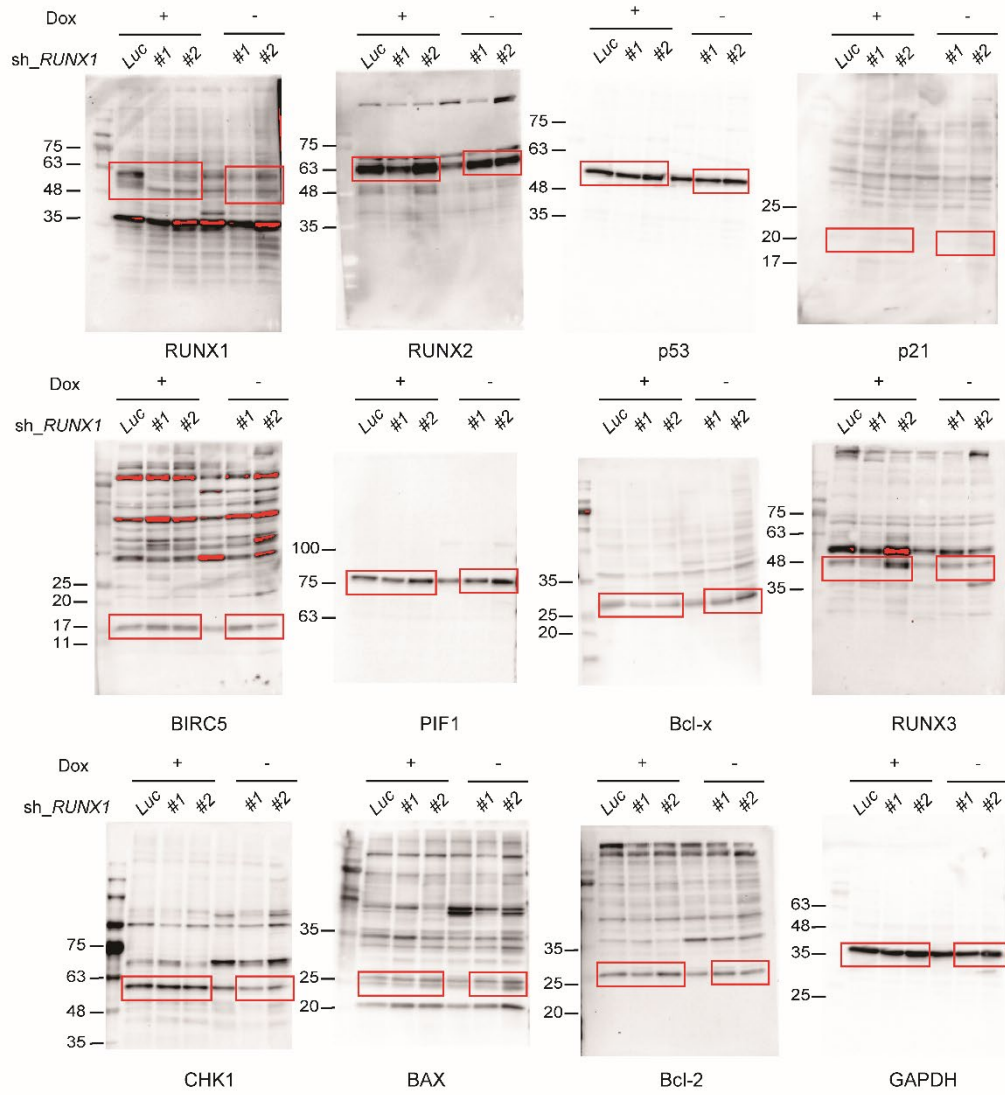 Dox + - + - + - + -
sh_RUNX1 Luc #1 #2 #1 #2 Luc #1 #2 #1 #2 Luc #1 #2 #1 #2 Luc #1 #2 #1 #2
75 63 48 35
75 63 48 35
75 63 48 35
25 20 17
RUNX1 RUNX2 p53 p21
Dox + - + - + - + -
sh_RUNX1 Luc #1 #2 #1 #2 Luc #1 #2 #1 #2 Luc #1 #2 #1 #2 Luc #1 #2 #1 #2
25 20 17 11
100 75 63
35 25 20
75 63 48 35
BIRC5 PIF1 Bcl-x RUNX3
Dox + - + - + - + -
sh_RUNX1 Luc #1 #2 #1 #2 Luc #1 #2 #1 #2 Luc #1 #2 #1 #2 Luc #1 #2 #1 #2
75 63 48 35
35 25 20
35 25 20
63 48 35 25
CHK1 BAX Bcl-2 GAPDH